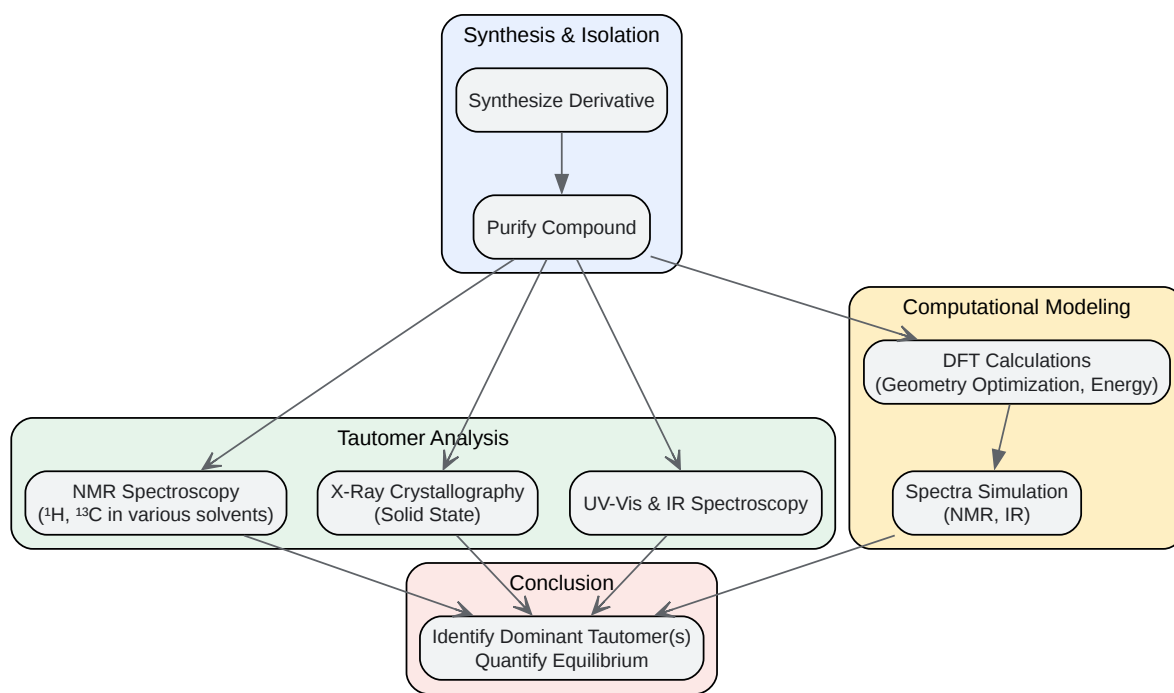 Synthesis & Isolation
Synthesize Derivative
Purify Compound
Computational Modeling
DFT Calculations
(Geometry Optimization, Energy)
Tautomer Analysis
NMR Spectroscopy
(¹H, ¹³C in various solvents)
X-Ray Crystallography
(Solid State)
UV-Vis & IR Spectroscopy
Spectra Simulation
(NMR, IR)
Conclusion
Identify Dominant Tautomer(s)
Quantify Equilibrium